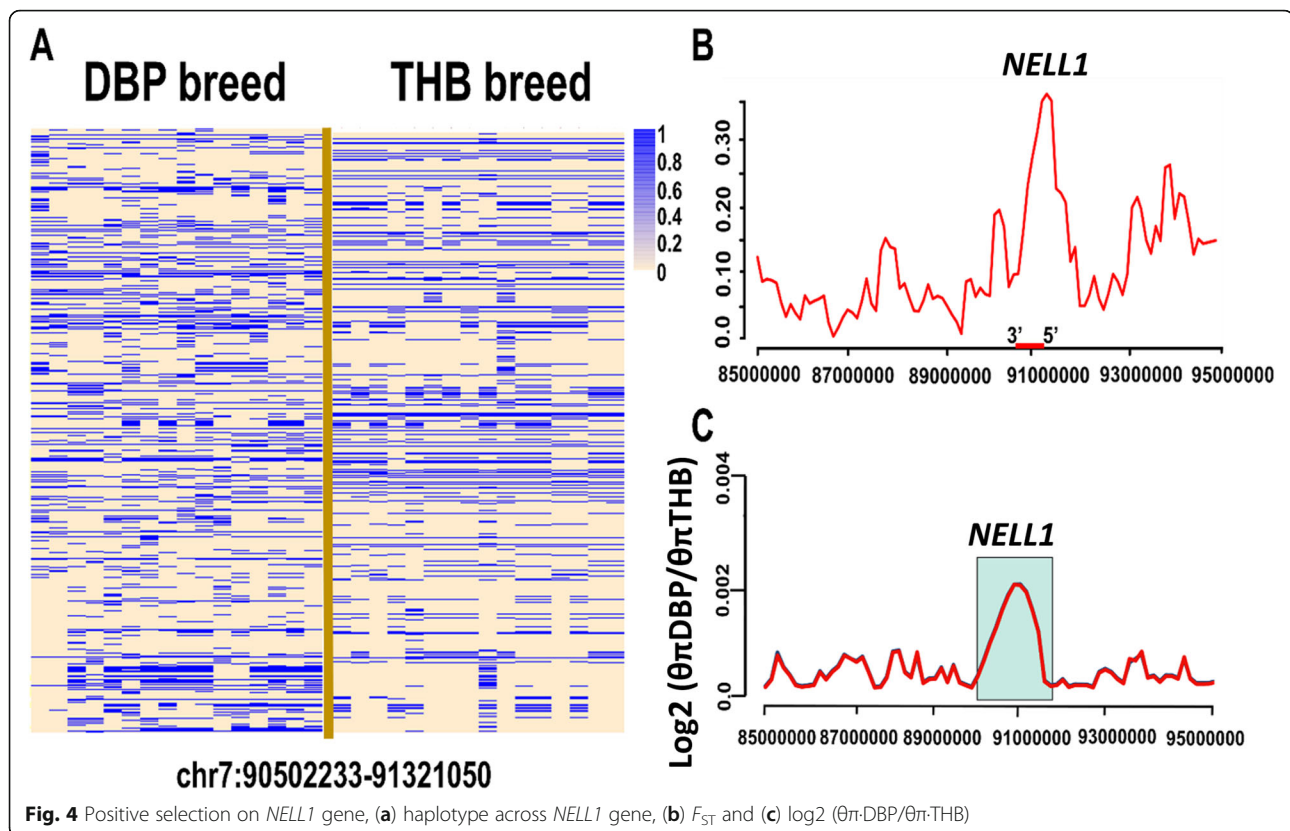 A
DBP breed
THB breed
1
0.8
0.6
0.4
0.2
0
chr7:90502233-91321050
B
NELL1
0.30
0.20
0.10
0.0
3’ 5’
85000000 87000000 89000000 91000000 93000000 95000000
C
Log2 (θπDBP/θπTHB)
0.004
0.002
0.0
NELL1
85000000 87000000 89000000 91000000 93000000 95000000
Fig. 4 Positive selection on NELL1 gene, (a) haplotype across NELL1 gene, (b) FST and (c) log2 (θπ·DBP/θπ·THB)